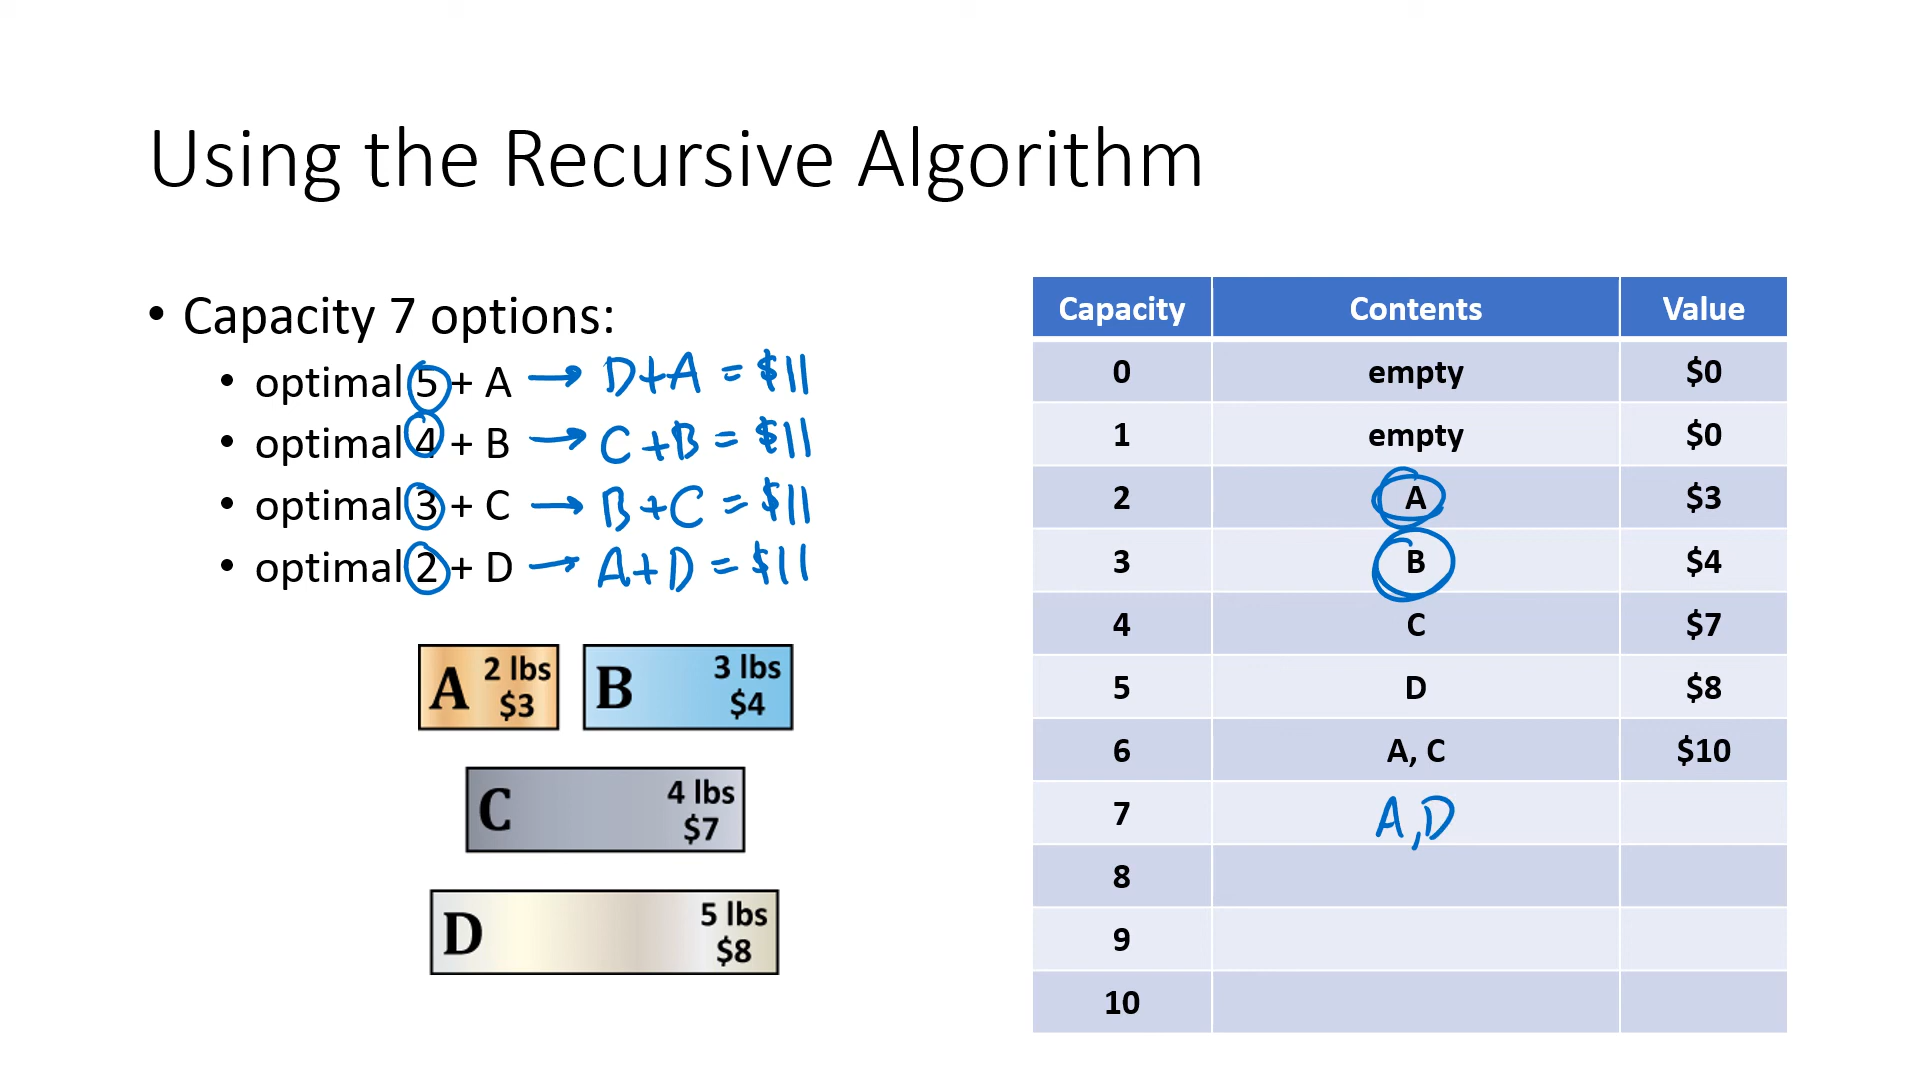 Using the Recursive Algorithm
• Capacity 7 options:
• optimal 5 + A → D+A = $11
• optimal 4 + B → C+B = $11
• optimal 3 + C → B+C = $11
• optimal 2 + D → A+D = $11
A 2 lbs $3
B 3 lbs $4
C 4 lbs $7
D 5 lbs $8
Capacity Contents Value
0 empty $0
1 empty $0
2 A $3
3 B $4
4 C $7
5 D $8
6 A, C $10
7 A,D
8
9
10